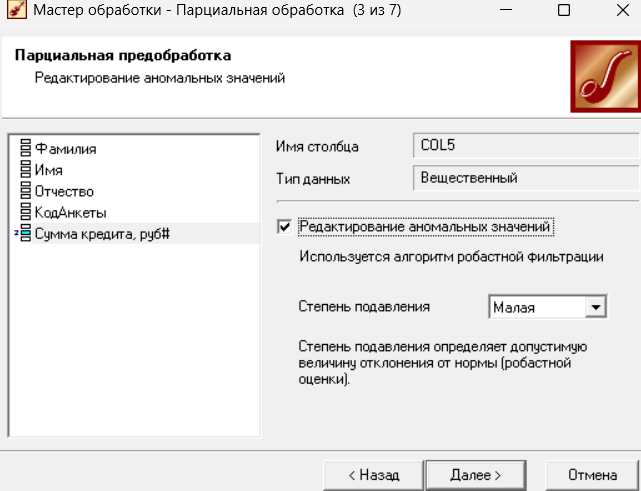 Мастер обработки - Парциальная обработка (3 из 7)
Парциальная предобработка
Редактирование аномальных значений
Фамилия
Имя
Отчество
КодАнкеты
Сумма кредита, руб#
Имя столбца
COL5
Тип данных
Вещественный
Редактирование аномальных значений
Используется алгоритм робастной фильтрации
Степень подавления
Малая
Степень подавления определяет допустимую
величину отклонения от нормы (робастной
оценки).
< Назад
Далее >
Отмена